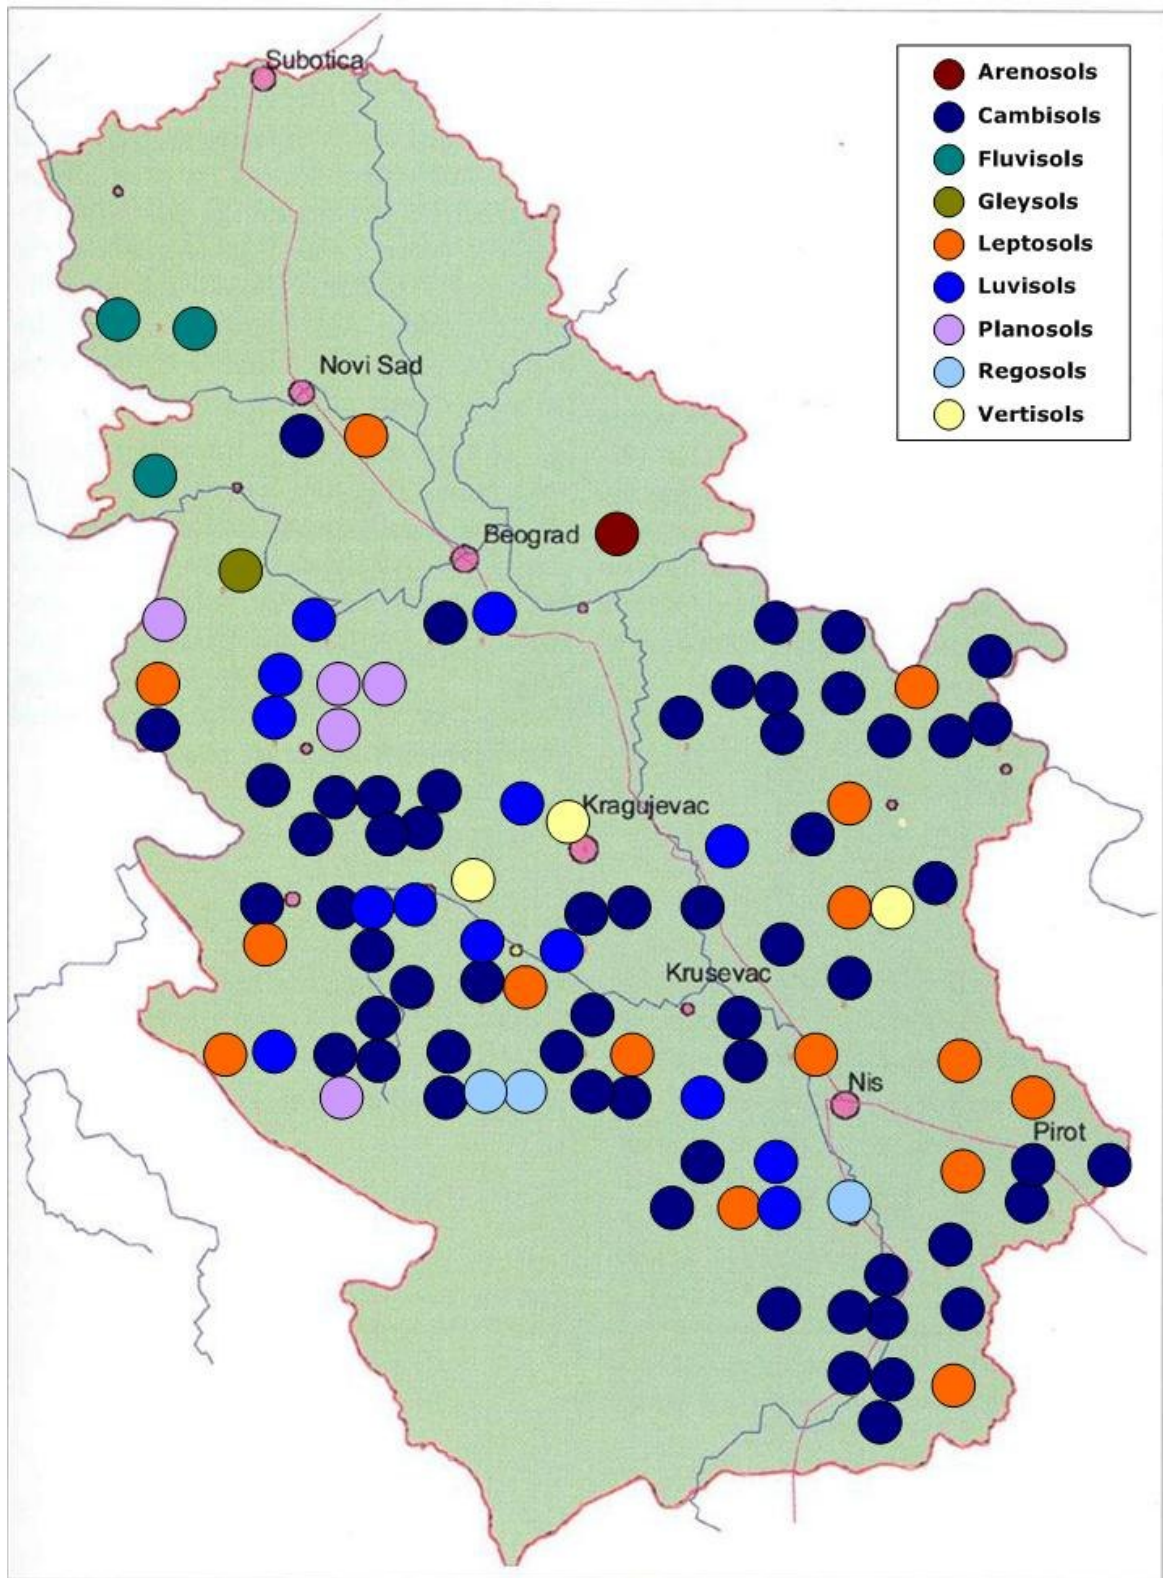 Subotica
Arenosols
Cambisols
Fluvisols
Gleysols
Leptosols
Luvisols
Planosols
Regosols
Vertisols
Novi Sad
Beograd
Kragujevac
Krusevac
Nis
Pirot